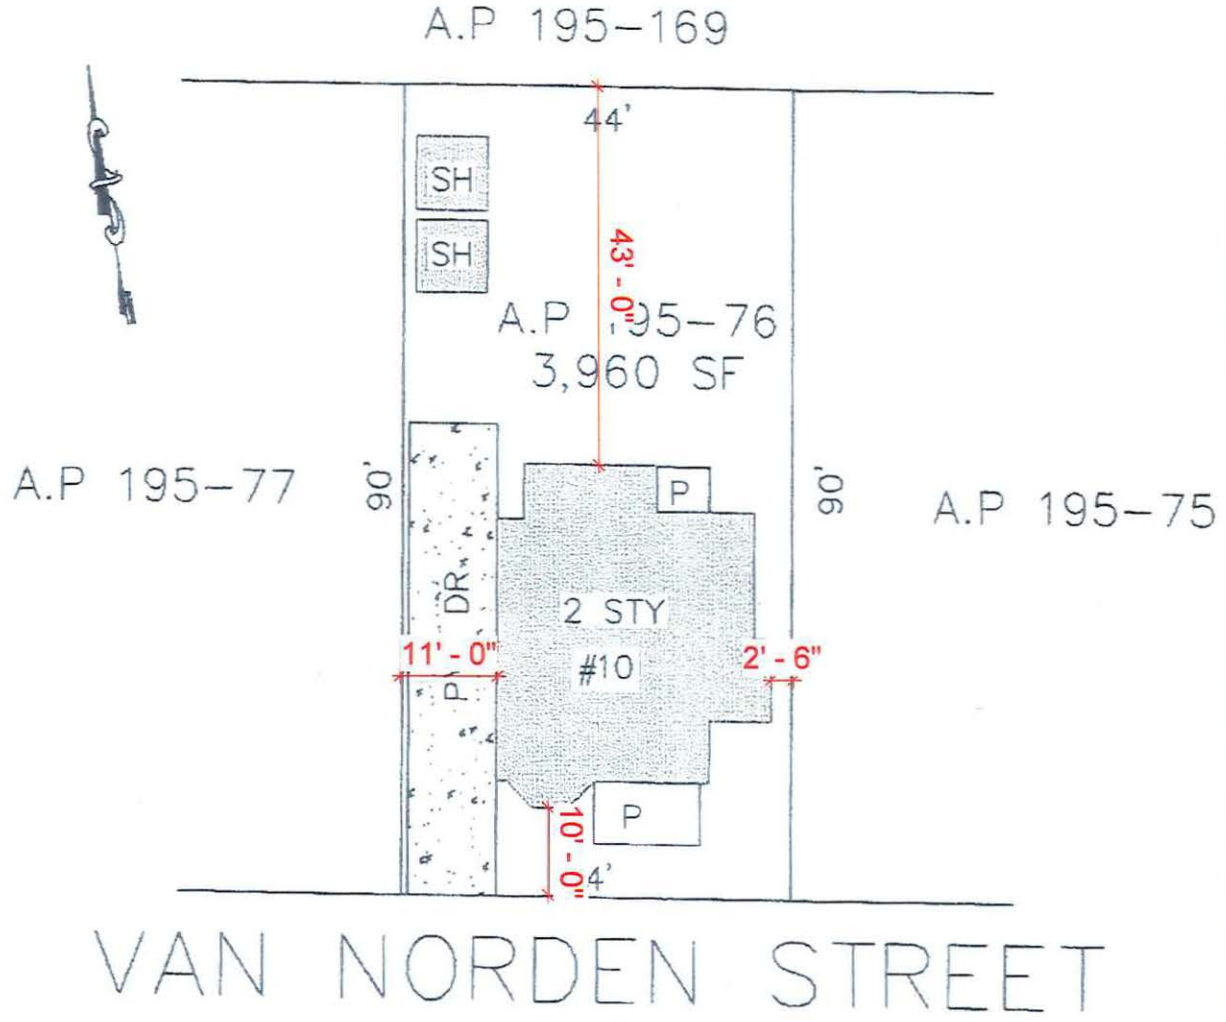 A.P 195-169
44'
SH
SH
43' - 0"
A.P 195-76
3,960 SF
A.P 195-77
90'
P
90'
A.P 195-75
DR
2 STY
#10
11' - 0"
2' - 6"
P
P
10' - 0"
4'
VAN NORDEN STREET